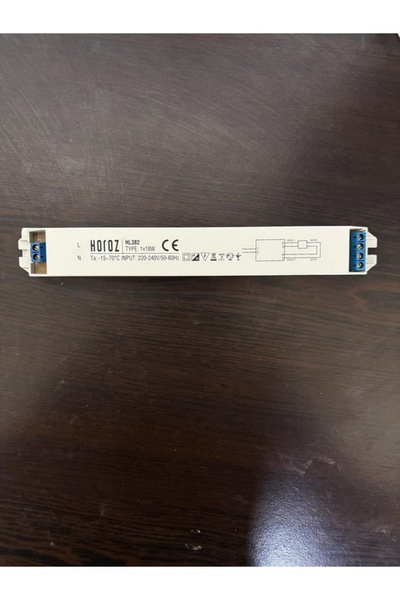 L
HOROZ
HL382
TYPE: 1x18W
CE
N
Ta: -15~70°C INPUT: 220-240V/50-60Hz